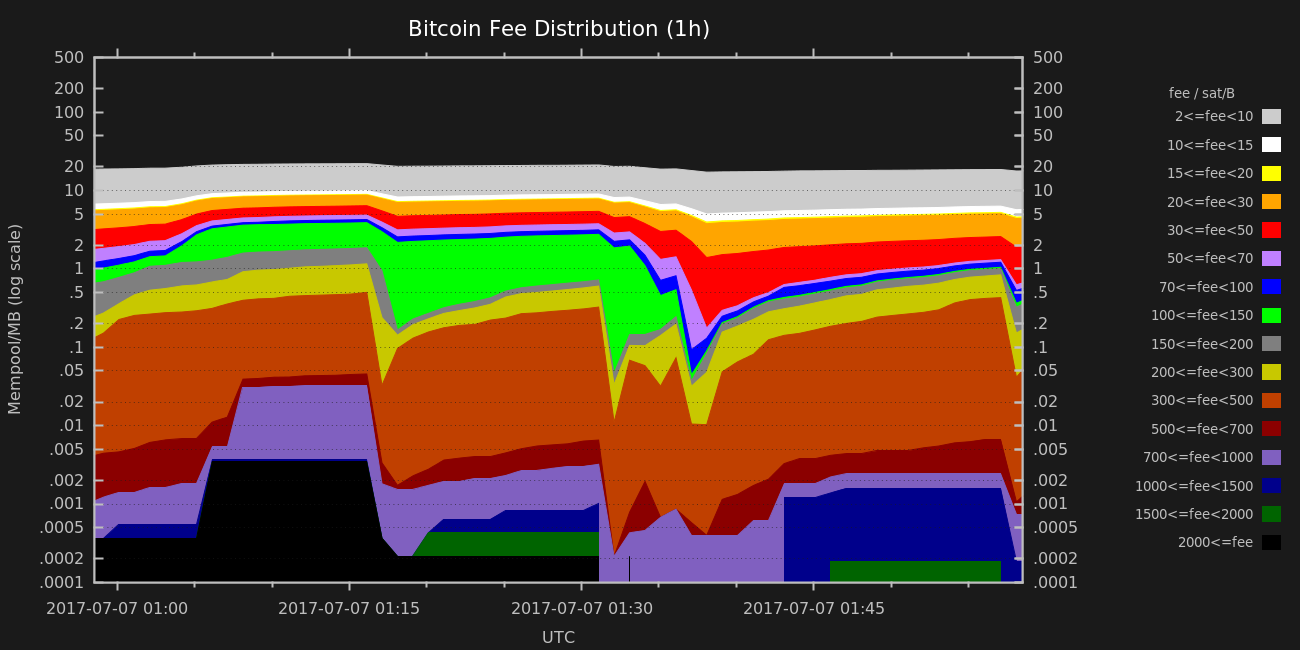 Bitcoin Fee Distribution (1h)
500 500
200 200
100 100
50 50
20 20
10 10
5 5
2 2
1 1
.5 .5
.2 .2
.1 .1
.05 .05
.02 .02
.01 .01
.005 .005
.002 .002
.001 .001
.0005 .0005
.0002 .0002
.0001 .0001
Mempool/MB (log scale)
2017-07-07 01:00 2017-07-07 01:15 2017-07-07 01:30 2017-07-07 01:45
UTC
fee / sat/B
2<=fee<10
10<=fee<15
15<=fee<20
20<=fee<30
30<=fee<50
50<=fee<70
70<=fee<100
100<=fee<150
150<=fee<200
200<=fee<300
300<=fee<500
500<=fee<700
700<=fee<1000
1000<=fee<1500
1500<=fee<2000
2000<=fee